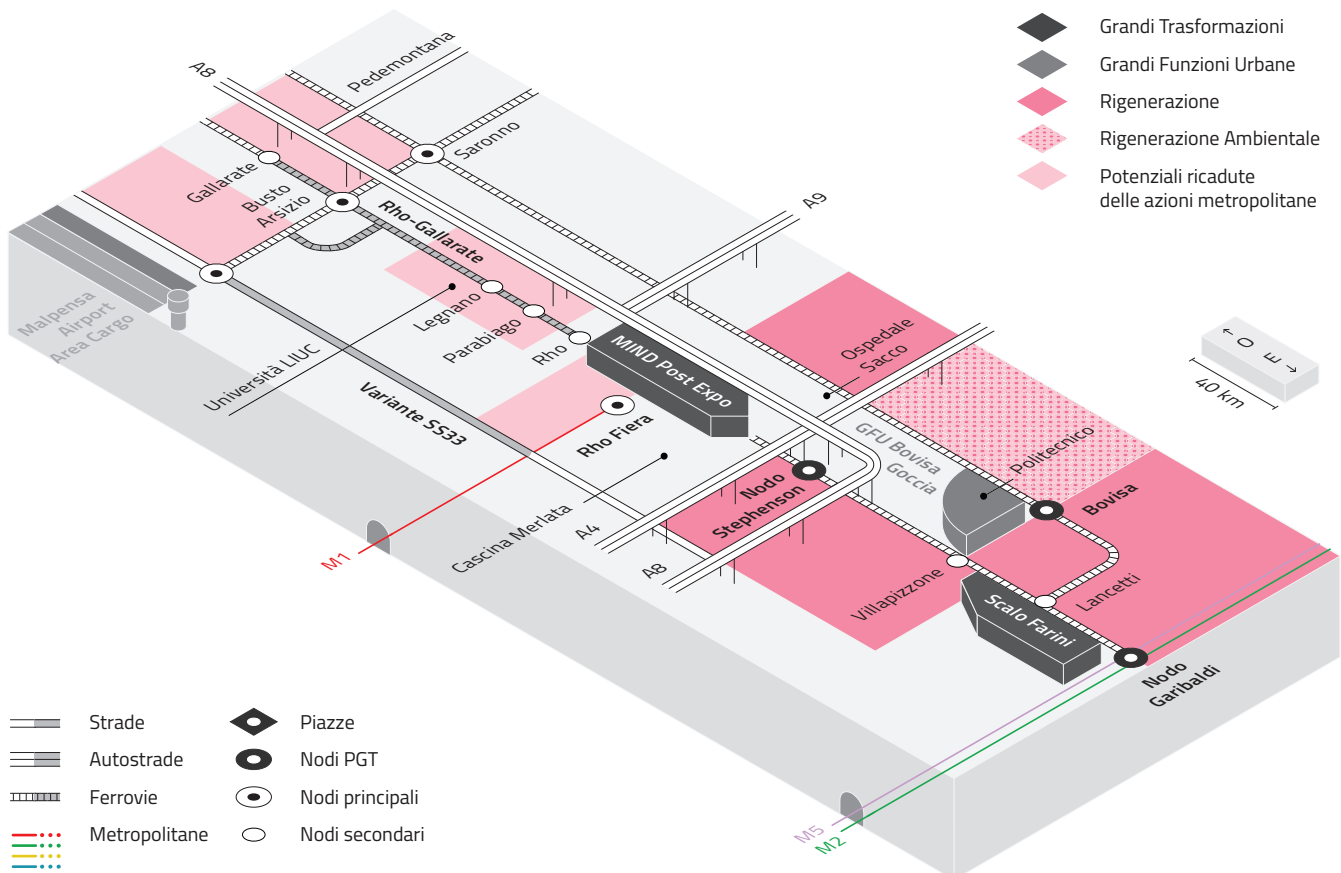 Grandi Trasformazioni
Grandi Funzioni Urbane
Rigenerazione
Rigenerazione Ambientale
Potenziali ricadute
delle azioni metropolitane
A8
Pedemontana
Saronno
Gallarate
Busto
Arsizio
Rho-Gallarate
A9
Malpensa
Airport
Area Cargo
Legnano
Parabiago
Rho
Università LIUC
Variante SS33
MIND Post Expo
Ospedale
Sacco
O E
40 km
Rho Fiera
GFU Bovisa
Goccia
Politecnico
Nodo
Stephenson
Bovisa
M1
Cascina Merlata
A4
A8
Villapizzone
Lancetti
Scalo Farini
Nodo
Garibaldi
M5
M2
Strade
Autostrade
Ferrovie
Metropolitane
Piazze
Nodi PGT
Nodi principali
Nodi secondari